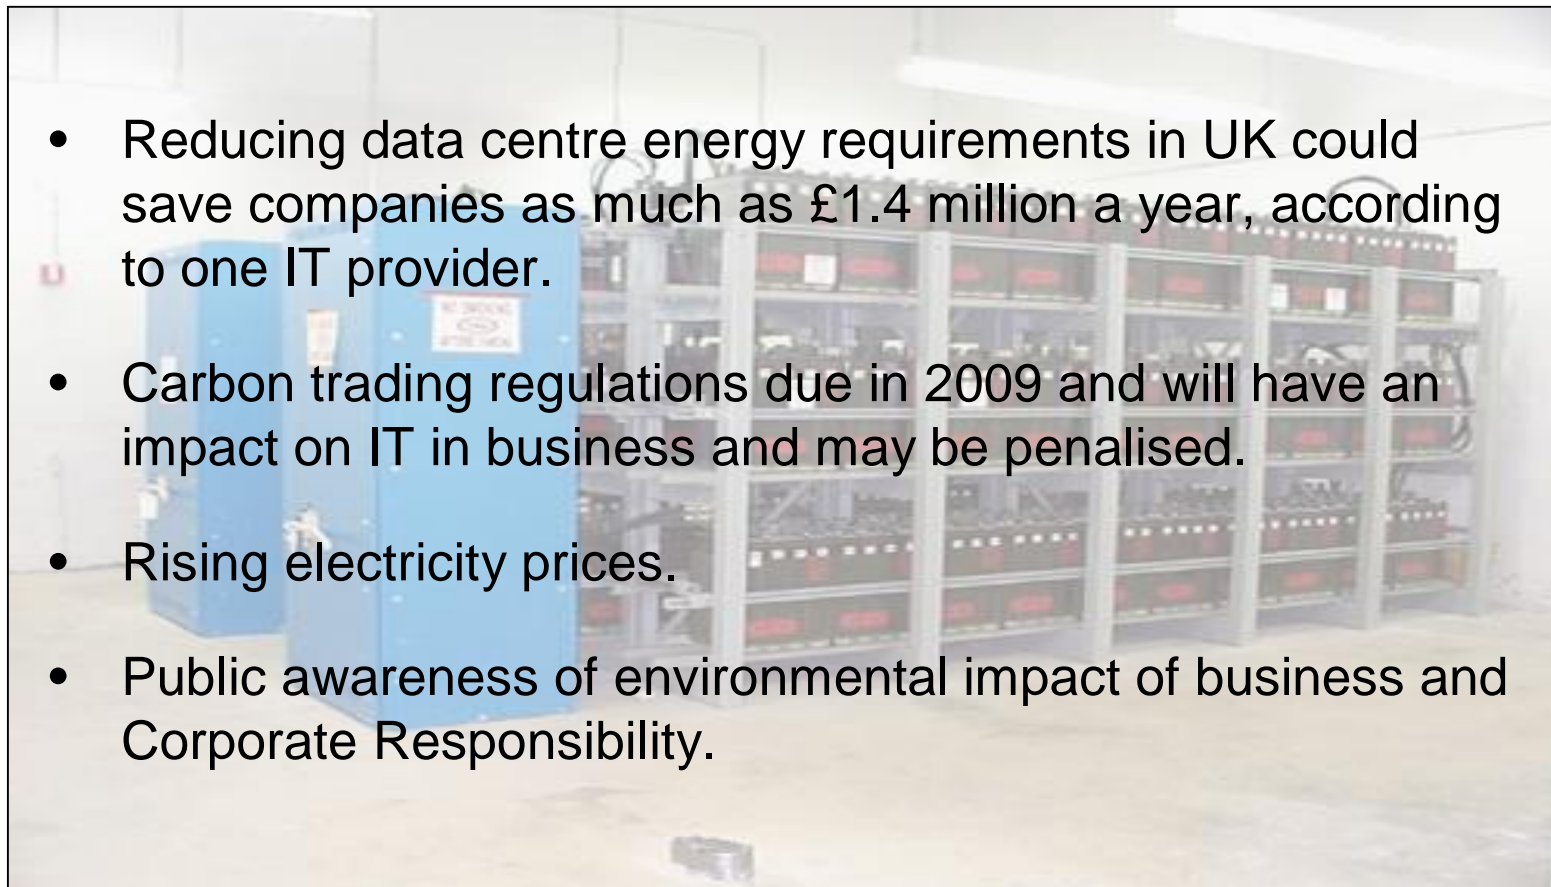 • Reducing data centre energy requirements in UK could
save companies as much as £1.4 million a year, according
to one IT provider.
• Carbon trading regulations due in 2009 and will have an
impact on IT in business and may be penalised.
• Rising electricity prices.
• Public awareness of environmental impact of business and
Corporate Responsibility.
NO SMOKING